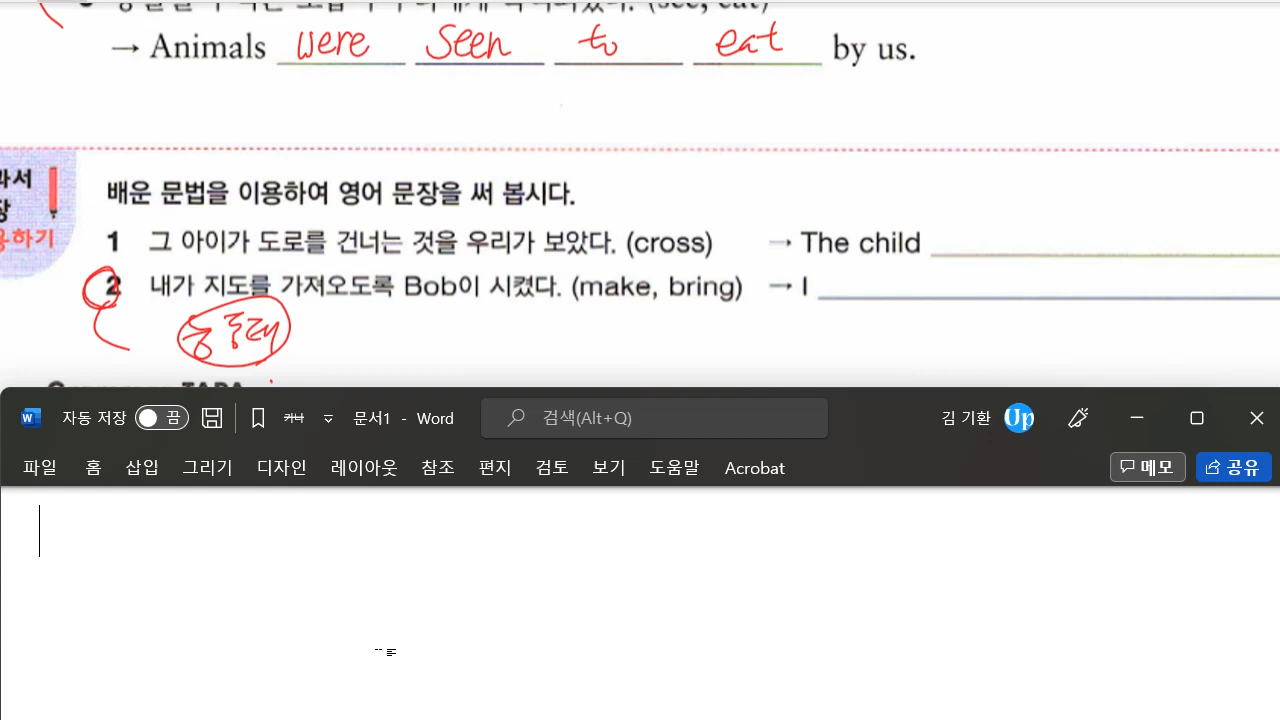 (see, eat)
→ Animals were seen to eat by us.
배운 문법을 이용하여 영어 문장을 써 봅시다.
1 그 아이가 도로를 건너는 것을 우리가 보았다. (cross) → The child
2 내가 지도를 가져오도록 Bob이 시켰다. (make, bring) → I
자동 저장 끔 가나 문서1 - Word 검색(Alt+Q) 김 기환 Up
파일 홈 삽입 그리기 디자인 레이아웃 참조 편지 검토 보기 도움말 Acrobat 메모 공유